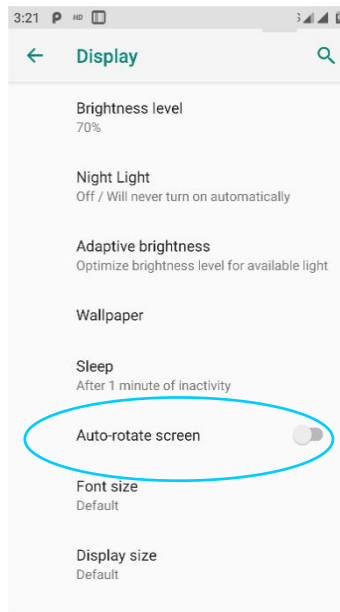 3:21 P HD
Display
Brightness level
70%
Night Light
Off / Will never turn on automatically
Adaptive brightness
Optimize brightness level for available light
Wallpaper
Sleep
After 1 minute of inactivity
Auto-rotate screen
Font size
Default
Display size
Default